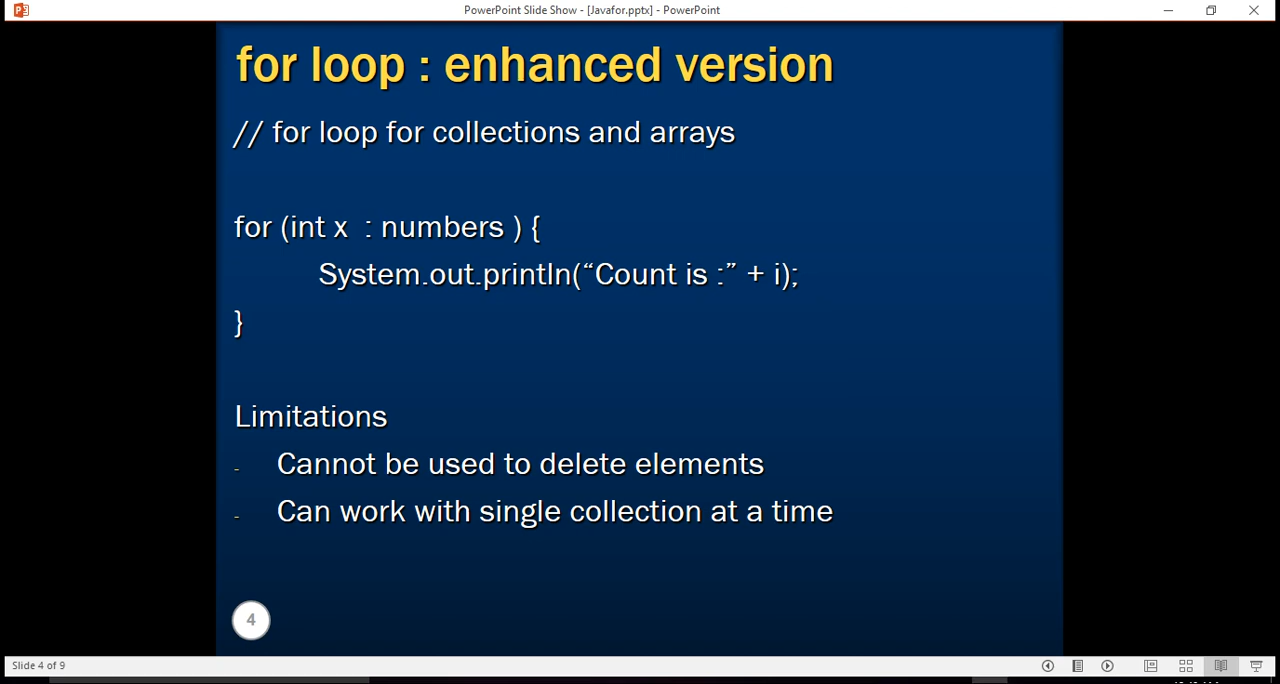 PowerPoint Slide Show - [Javafor.pptx] - PowerPoint
for loop : enhanced version
// for loop for collections and arrays
for (int x : numbers ) {
System.out.println(“Count is :” + i);
}
Limitations
- Cannot be used to delete elements
- Can work with single collection at a time
4
Slide 4 of 9